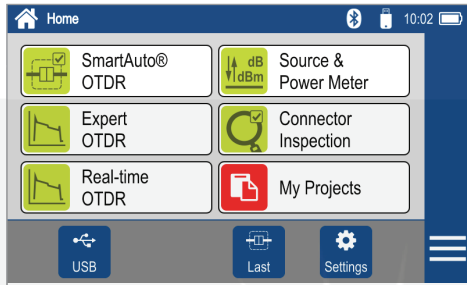 Home
10:02
SmartAuto®
OTDR
dB
dBm
Source &
Power Meter
Expert
OTDR
Connector
Inspection
Real-time
OTDR
My Projects
USB
Last
Settings